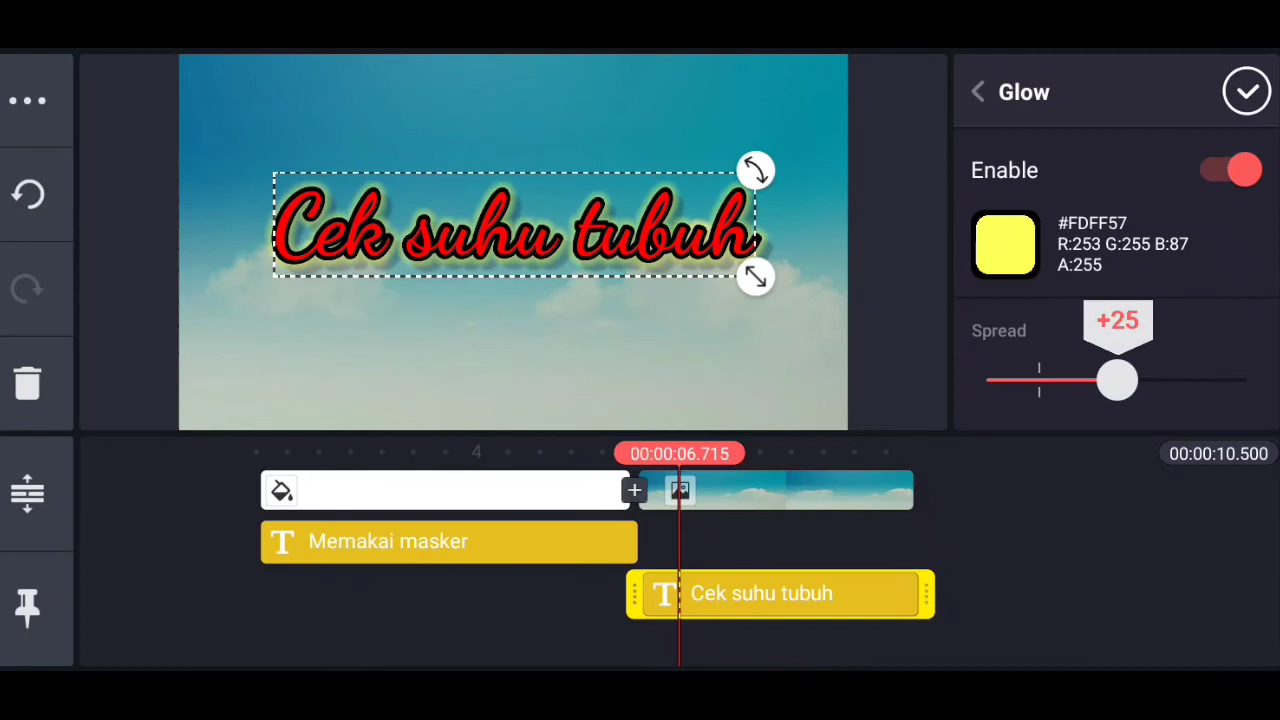 Glow
Enable
#FDFF57
R:253 G:255 B:87
A:255
Spread
+25
Cek suhu tubuh
4
00:00:06.715
00:00:10.500
T Memakai masker
T Cek suhu tubuh